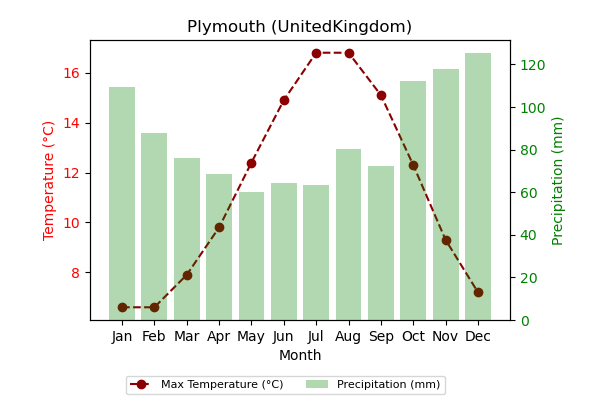 Plymouth (UnitedKingdom)
Temperature (°C)
16
14
12
10
8
120
100
80
60
40
20
0
Precipitation (mm)
Jan Feb Mar Apr May Jun Jul Aug Sep Oct Nov Dec
Month
Max Temperature (°C) Precipitation (mm)